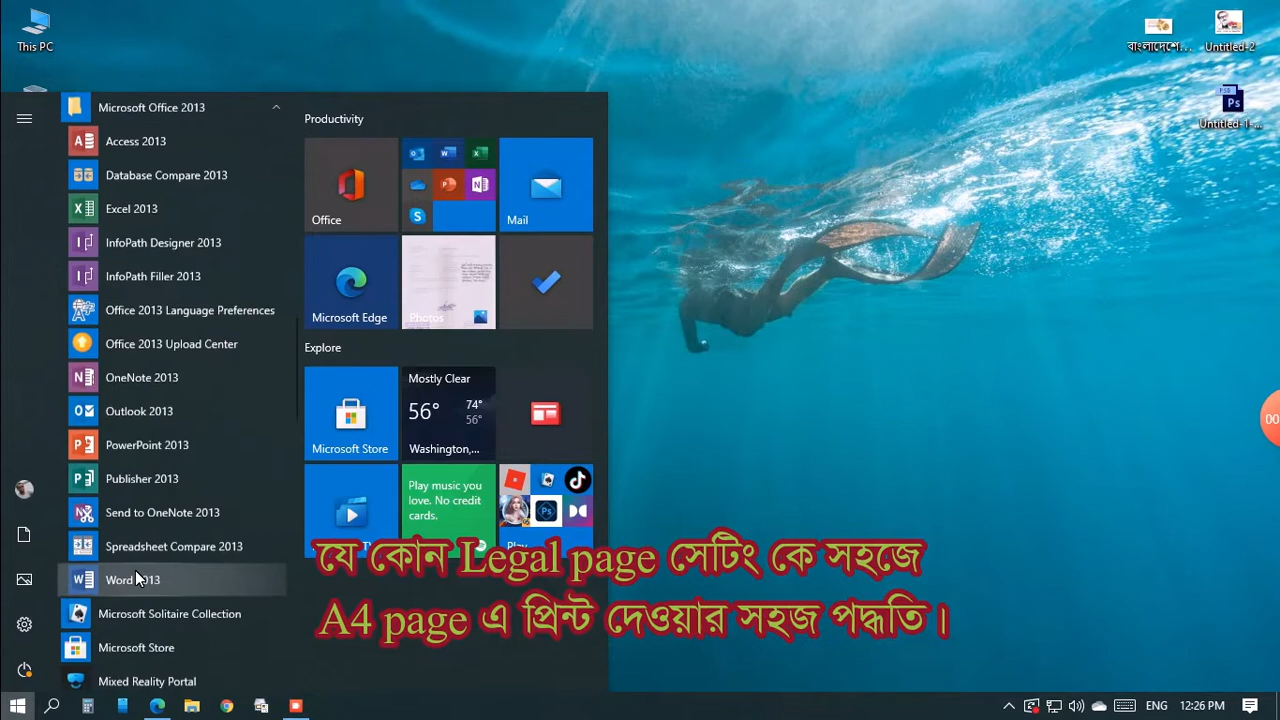 This PC
বাংলাদেশে...
Untitled-2
Untitled-1-...
Microsoft Office 2013
Access 2013
Database Compare 2013
Excel 2013
InfoPath Designer 2013
InfoPath Filler 2013
Office 2013 Language Preferences
Office 2013 Upload Center
OneNote 2013
Outlook 2013
PowerPoint 2013
Publisher 2013
Send to OneNote 2013
Spreadsheet Compare 2013
Word 2013
Microsoft Solitaire Collection
Microsoft Store
Mixed Reality Portal
Productivity
Office
Mail
Microsoft Edge
Photos
Explore
Microsoft Store
Mostly Clear
56° 74°
56°
Washington,...
Play music you
love. No credit
cards.
Play
যে কোন Legal page সেটিং কে সহজে
A4 page এ প্রিন্ট দেওয়ার সহজ পদ্ধতি।
00
ENG 12:26 PM